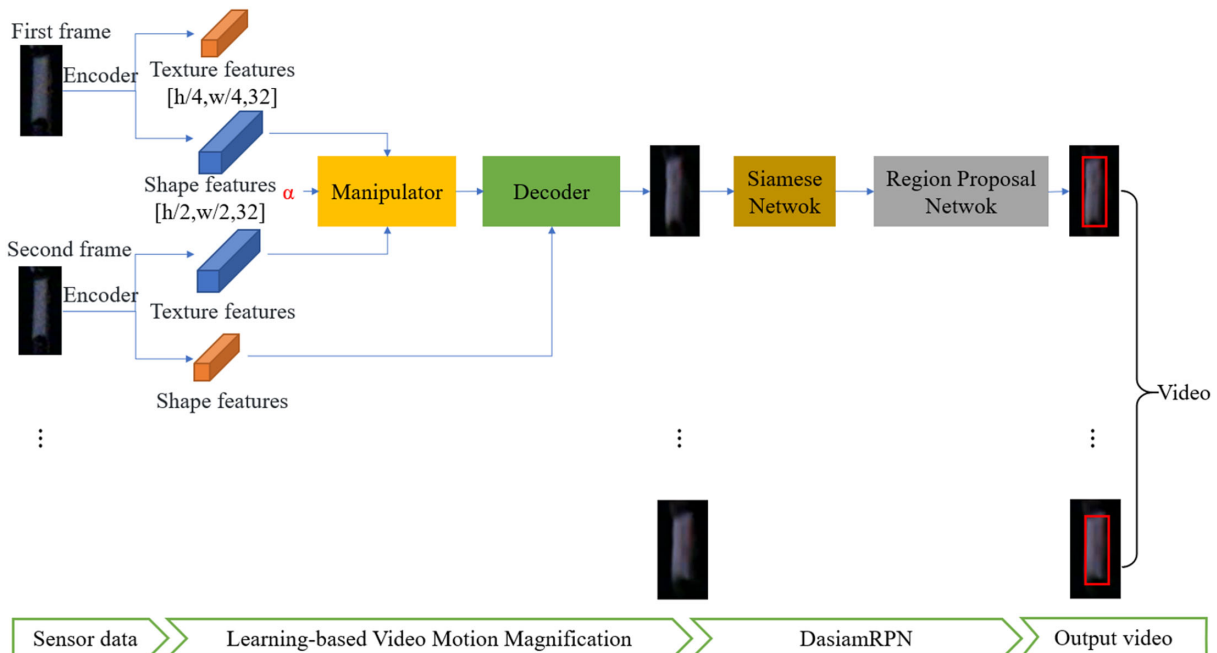 First frame
Encoder
Texture features
[h/4,w/4,32]
Shape features
[h/2,w/2,32]
α
Manipulator
Decoder
Siamese
Netwok
Region Proposal
Netwok
Second frame
Encoder
Texture features
Shape features
Video
⋮
⋮
⋮
Sensor data
Learning-based Video Motion Magnification
DasiamRPN
Output video